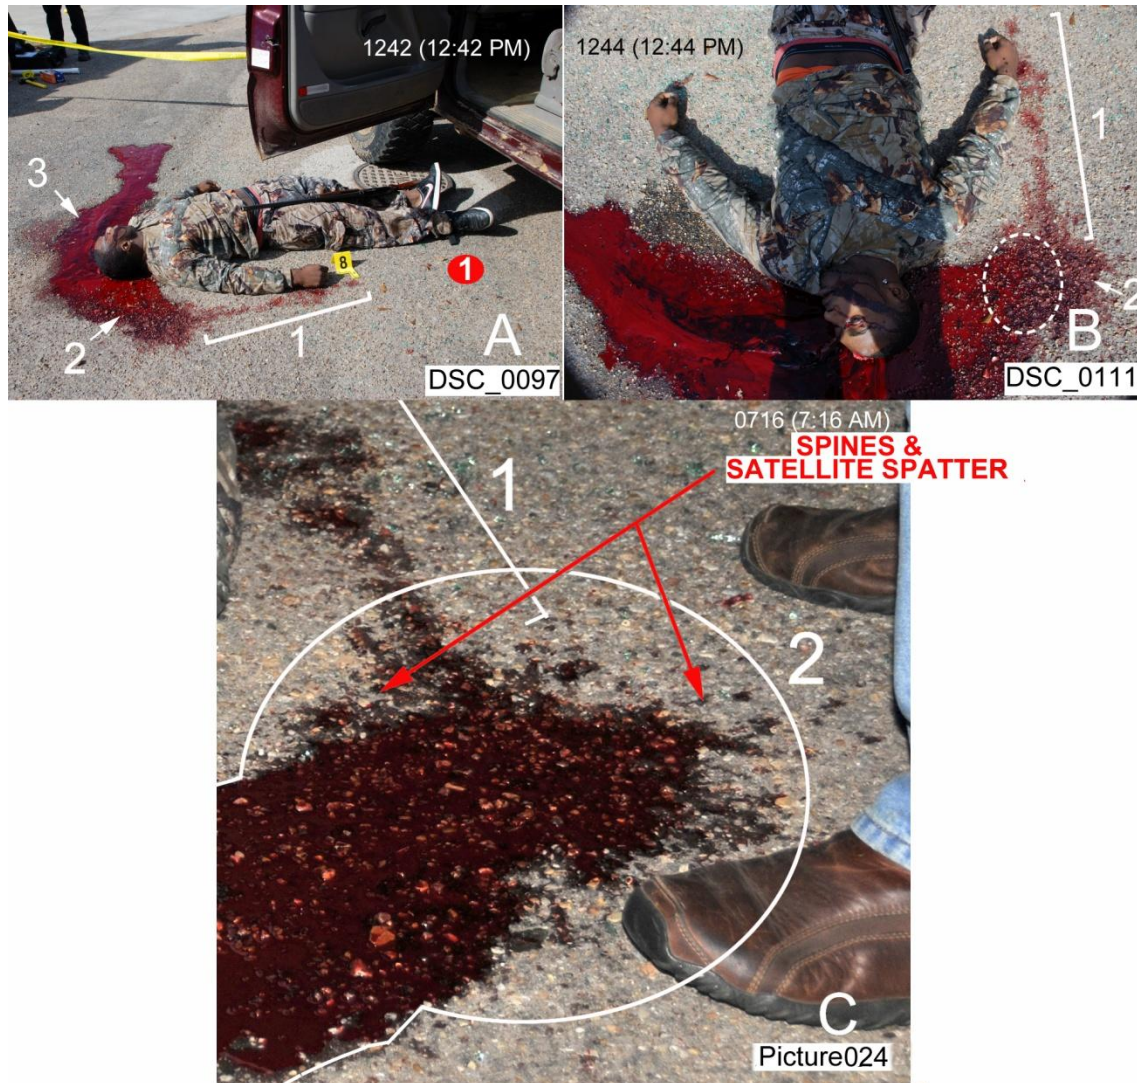 1242 (12:42 PM)
3
8
1
2
1
A
DSC_0097
1244 (12:44 PM)
1
2
B
DSC_0111
0716 (7:16 AM)
SPINES &
SATELLITE SPATTER
1
2
C
Picture024